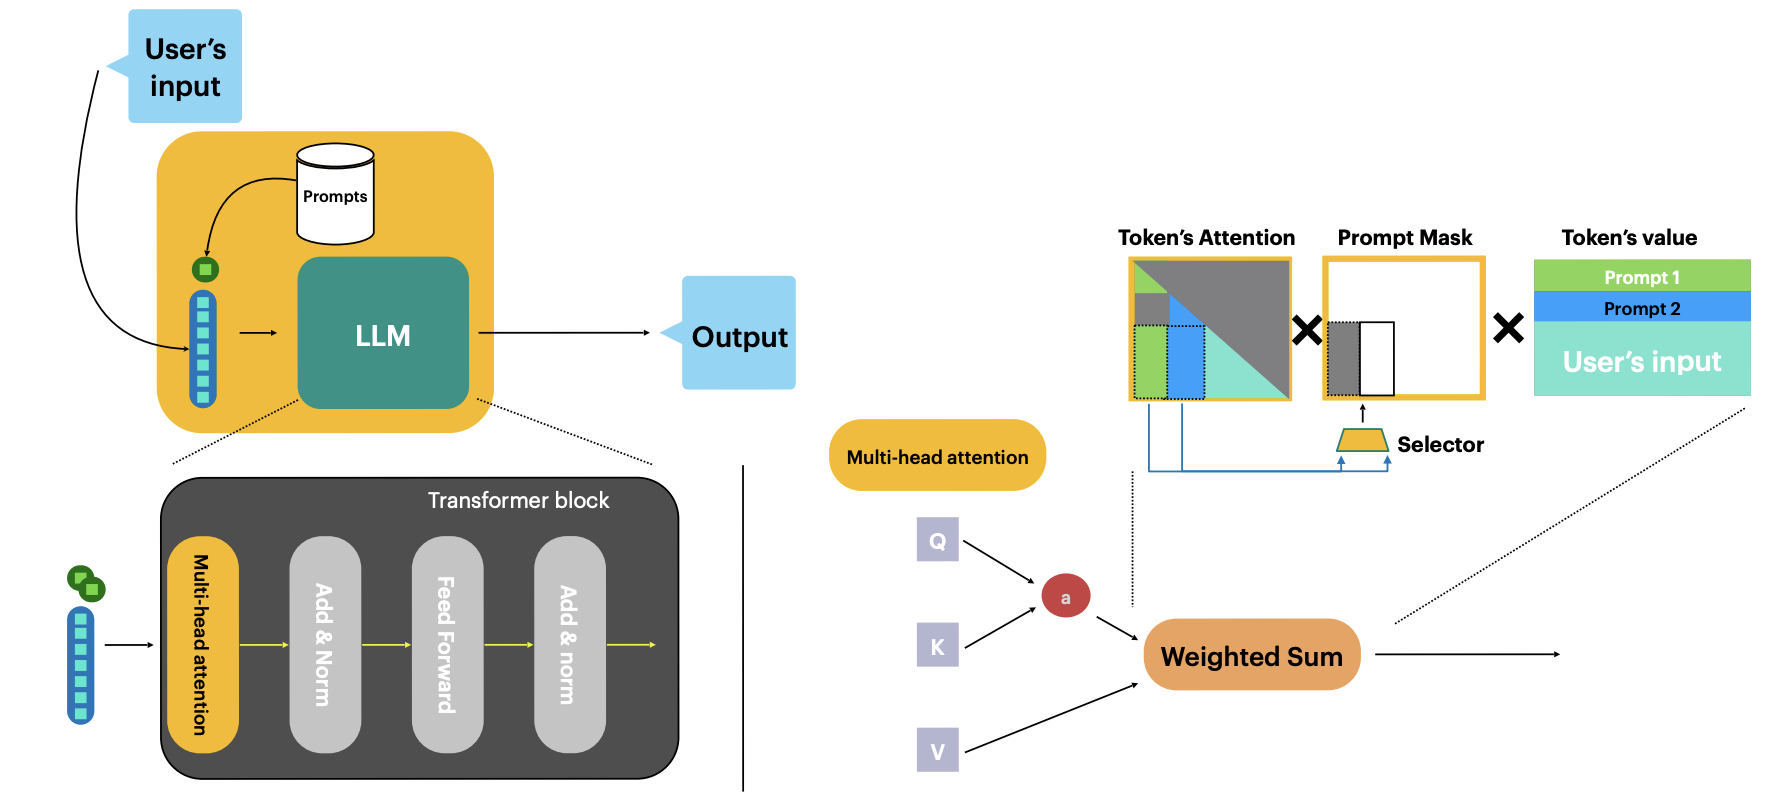 User's
input
Prompts
LLM
Output
Transformer block
Multi-head attention
Add & Norm
Feed Forward
Add & norm
Token's Attention
Prompt Mask
Token's value
Prompt 1
Prompt 2
User's input
Selector
Multi-head attention
Q
a
K
Weighted Sum
V